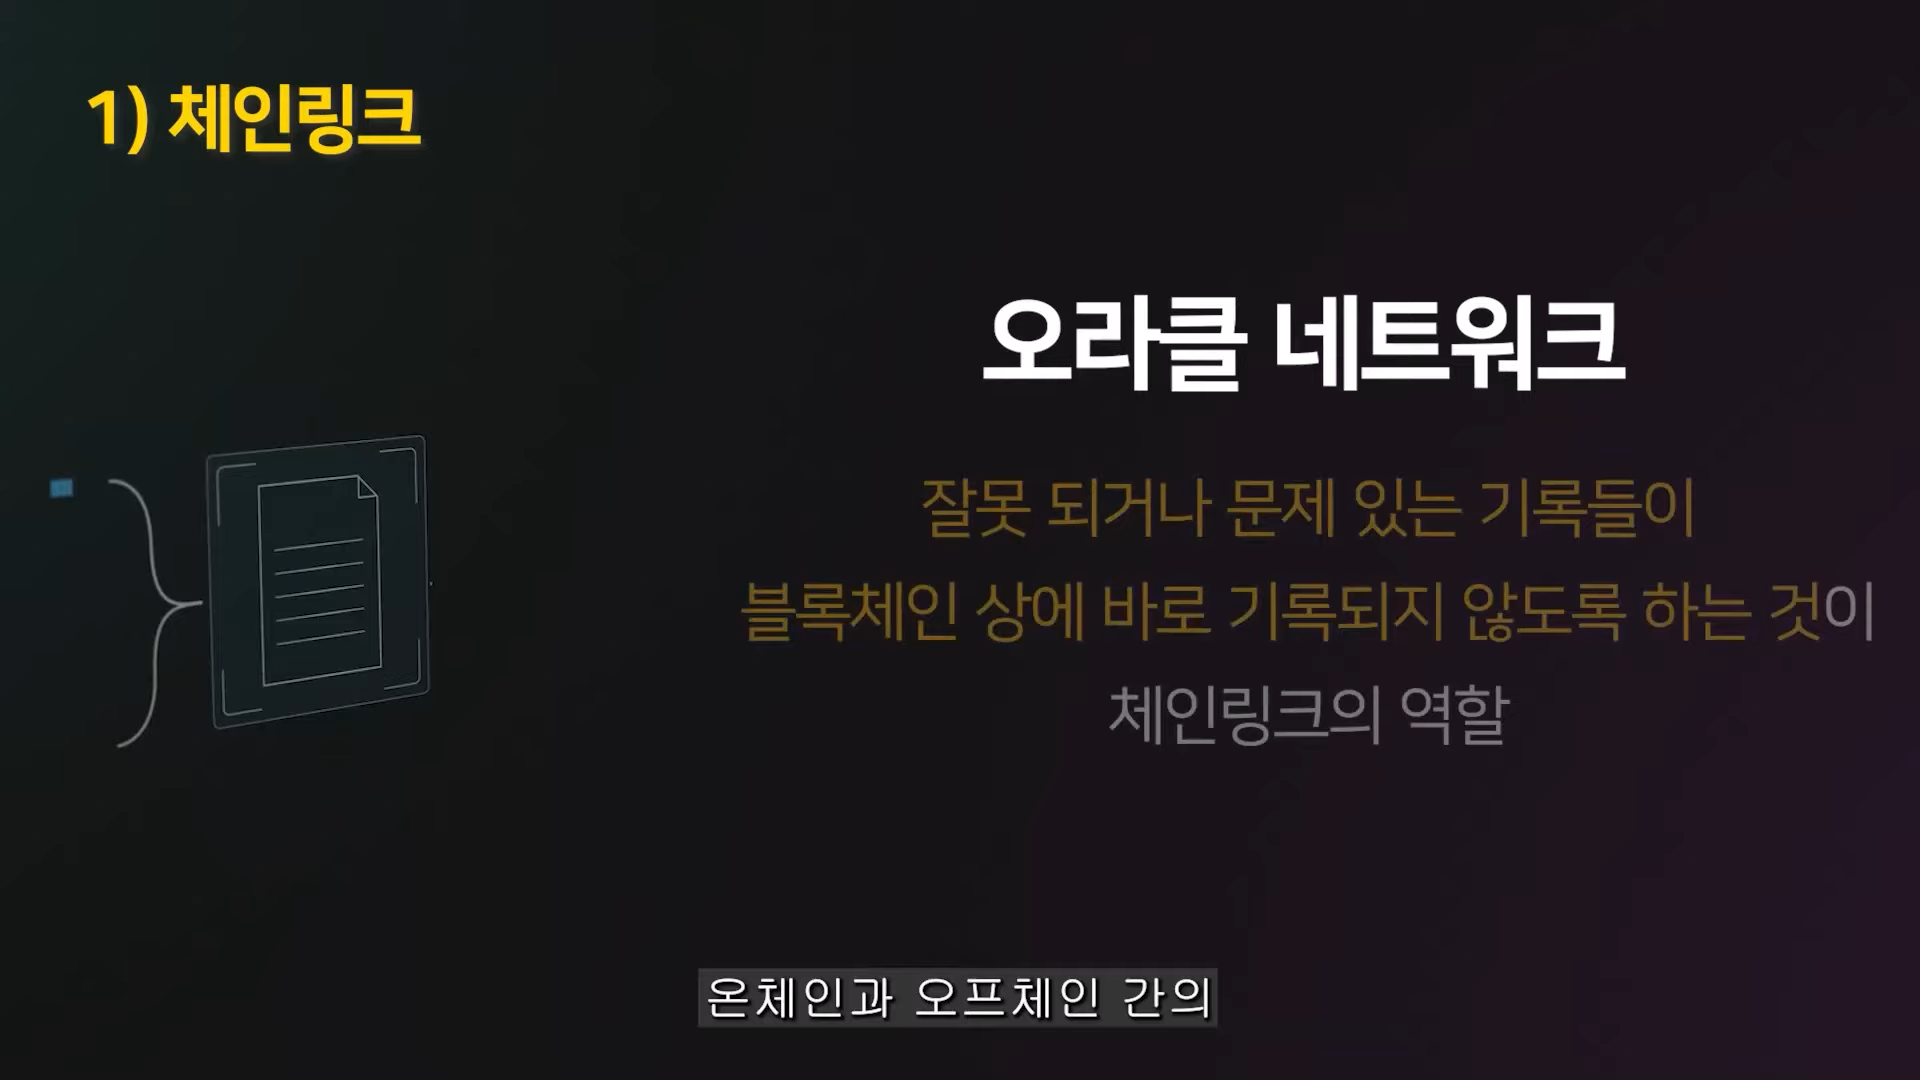 1) 체인링크
오라클 네트워크
잘못 되거나 문제 있는 기록들이
블록체인 상에 바로 기록되지 않도록 하는 것이
체인링크의 역할
온체인과 오프체인 간의